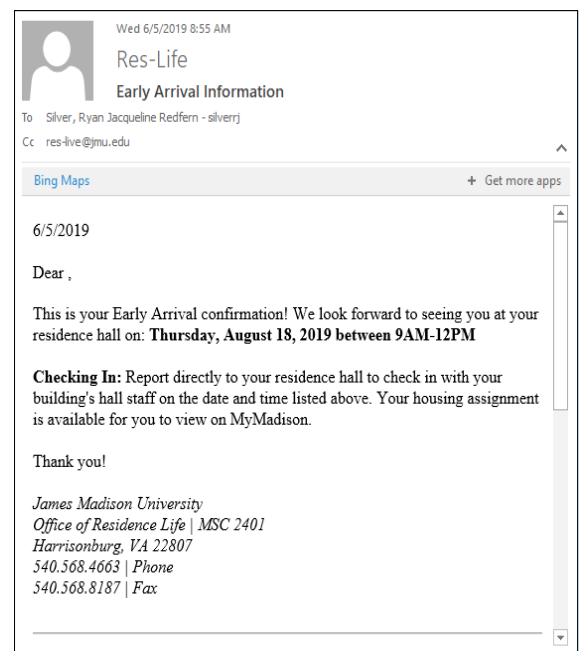 Wed 6/5/2019 8:55 AM
Res-Life
Early Arrival Information
To Silver, Ryan Jacqueline Redfern - silverrj
Cc res-live@jmu.edu
Bing Maps + Get more apps
6/5/2019
Dear ,
This is your Early Arrival confirmation! We look forward to seeing you at your
residence hall on: Thursday, August 18, 2019 between 9AM-12PM
Checking In: Report directly to your residence hall to check in with your
building's hall staff on the date and time listed above. Your housing assignment
is available for you to view on MyMadison.
Thank you!
James Madison University
Office of Residence Life | MSC 2401
Harrisonburg, VA 22807
540.568.4663 | Phone
540.568.8187 | Fax